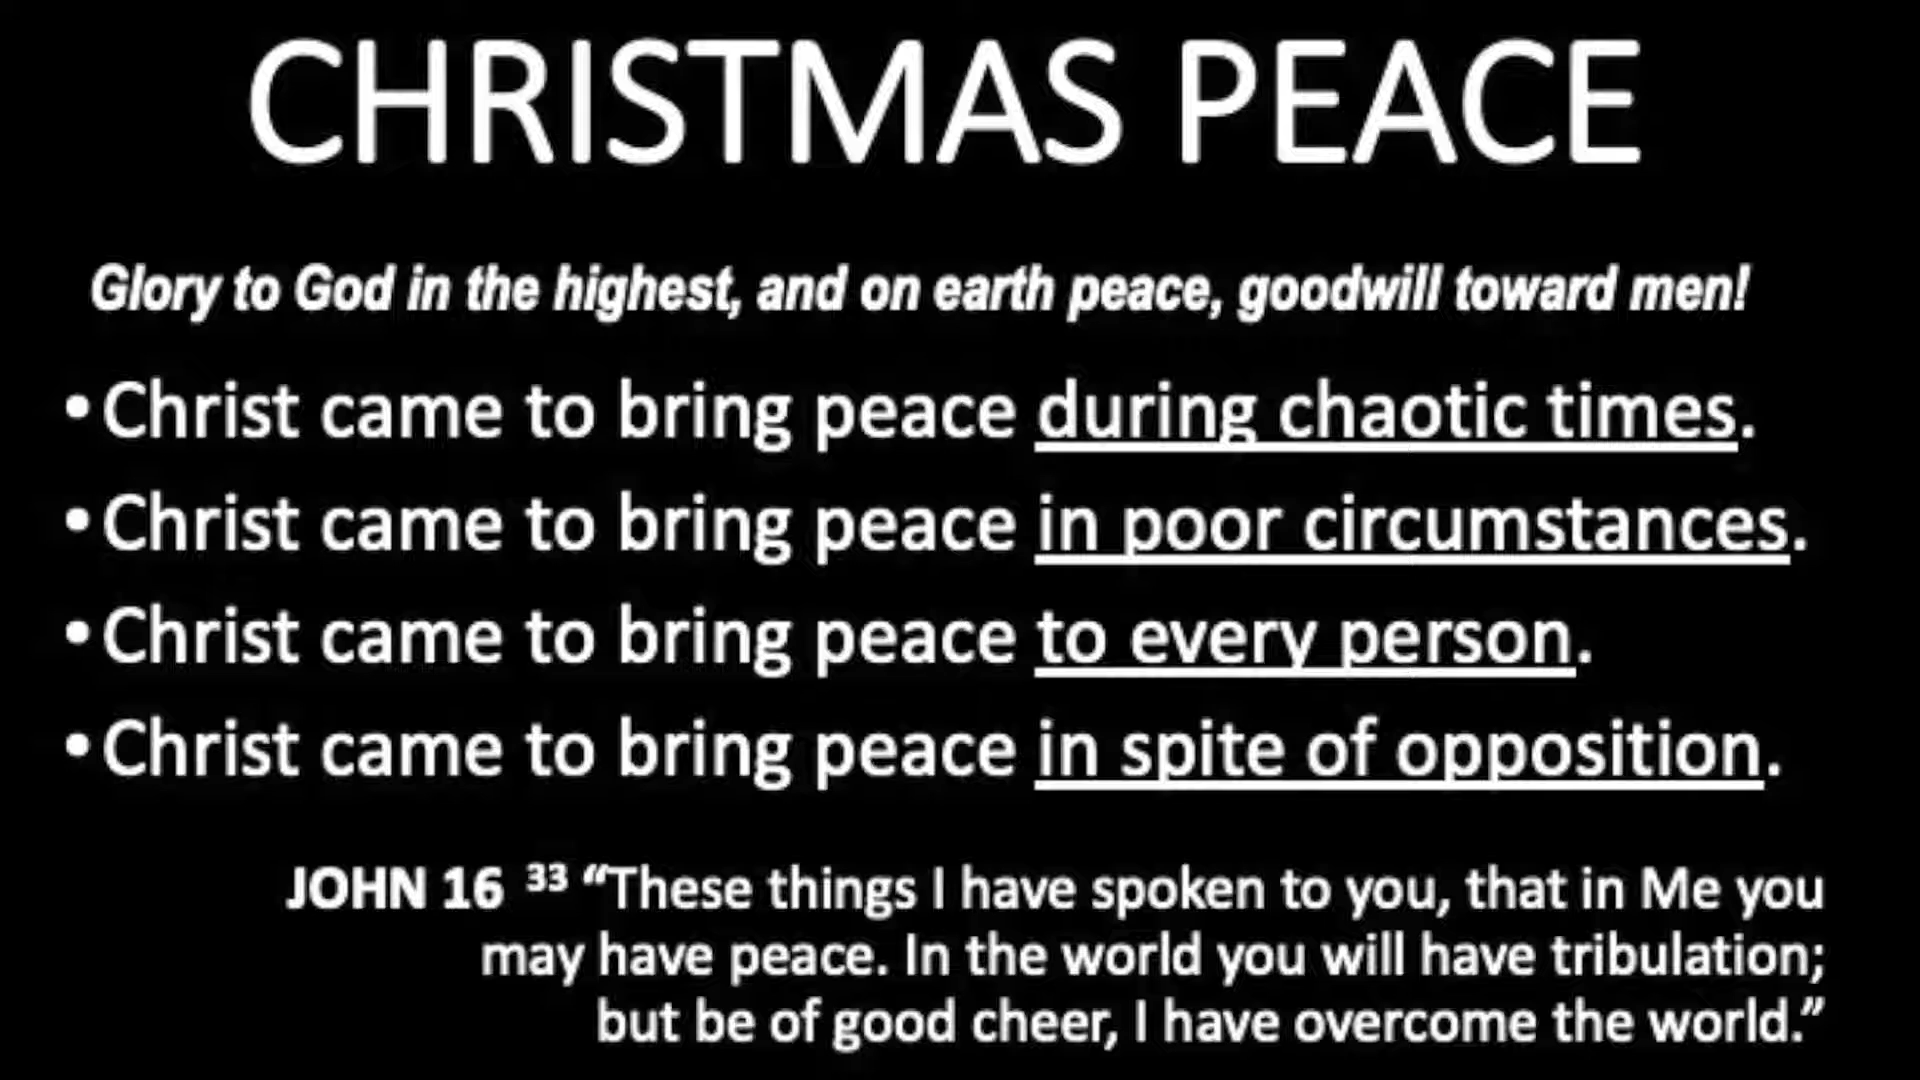 CHRISTMAS PEACE
Glory to God in the highest, and on earth peace, goodwill toward men!
•Christ came to bring peace during chaotic times.
•Christ came to bring peace in poor circumstances.
•Christ came to bring peace to every person.
•Christ came to bring peace in spite of opposition.
JOHN 16 ³³ “These things I have spoken to you, that in Me you
may have peace. In the world you will have tribulation;
but be of good cheer, I have overcome the world.”